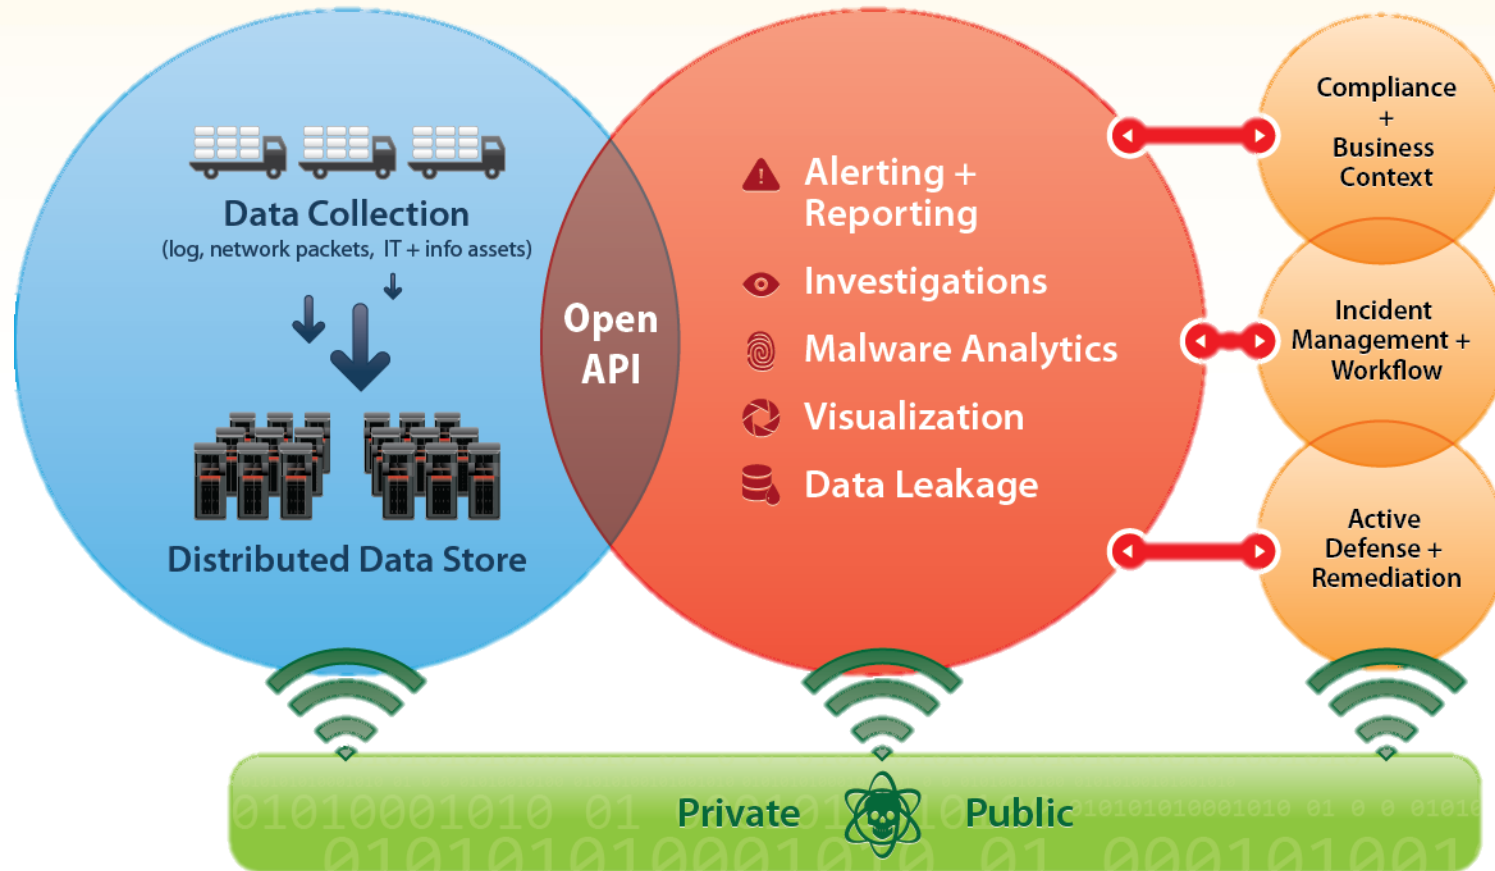 Data Collection
(log, network packets, IT + info assets)
Distributed Data Store
Open
API
Alerting +
Reporting
Investigations
Malware Analytics
Visualization
Data Leakage
Compliance
+
Business
Context
Incident
Management +
Workflow
Active
Defense +
Remediation
Private
Public